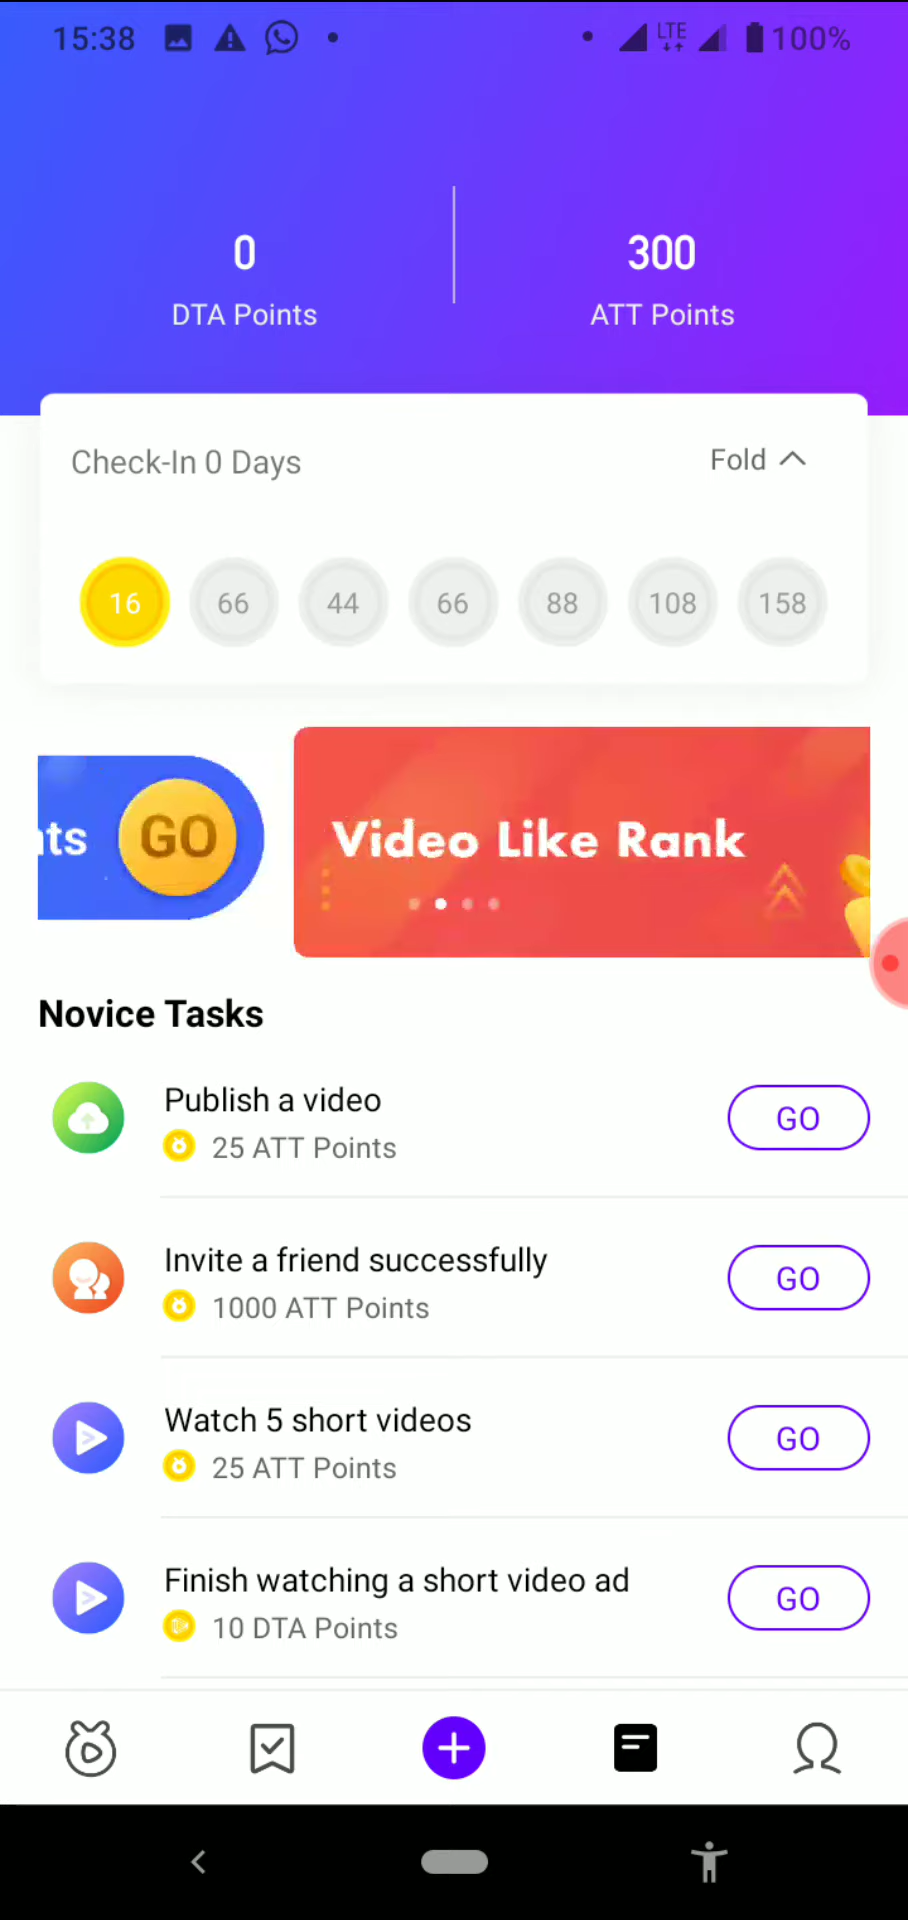 15:38
LTE
100%
0
300
DTA Points
ATT Points
Check-In 0 Days
Fold
16 66 44 66 88 108 158
ts GO
Video Like Rank
Novice Tasks
Publish a video
25 ATT Points
GO
Invite a friend successfully
1000 ATT Points
GO
Watch 5 short videos
25 ATT Points
GO
Finish watching a short video ad
10 DTA Points
GO